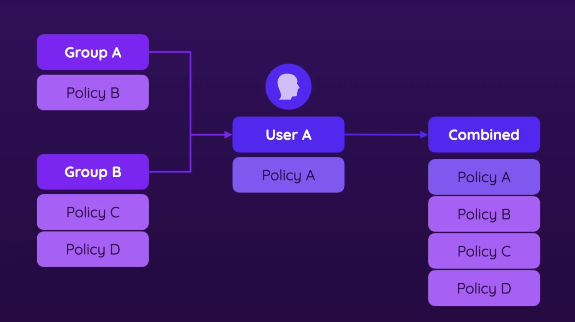 Group A
Policy B
Group B
Policy C
Policy D
User A
Policy A
Combined
Policy A
Policy B
Policy C
Policy D